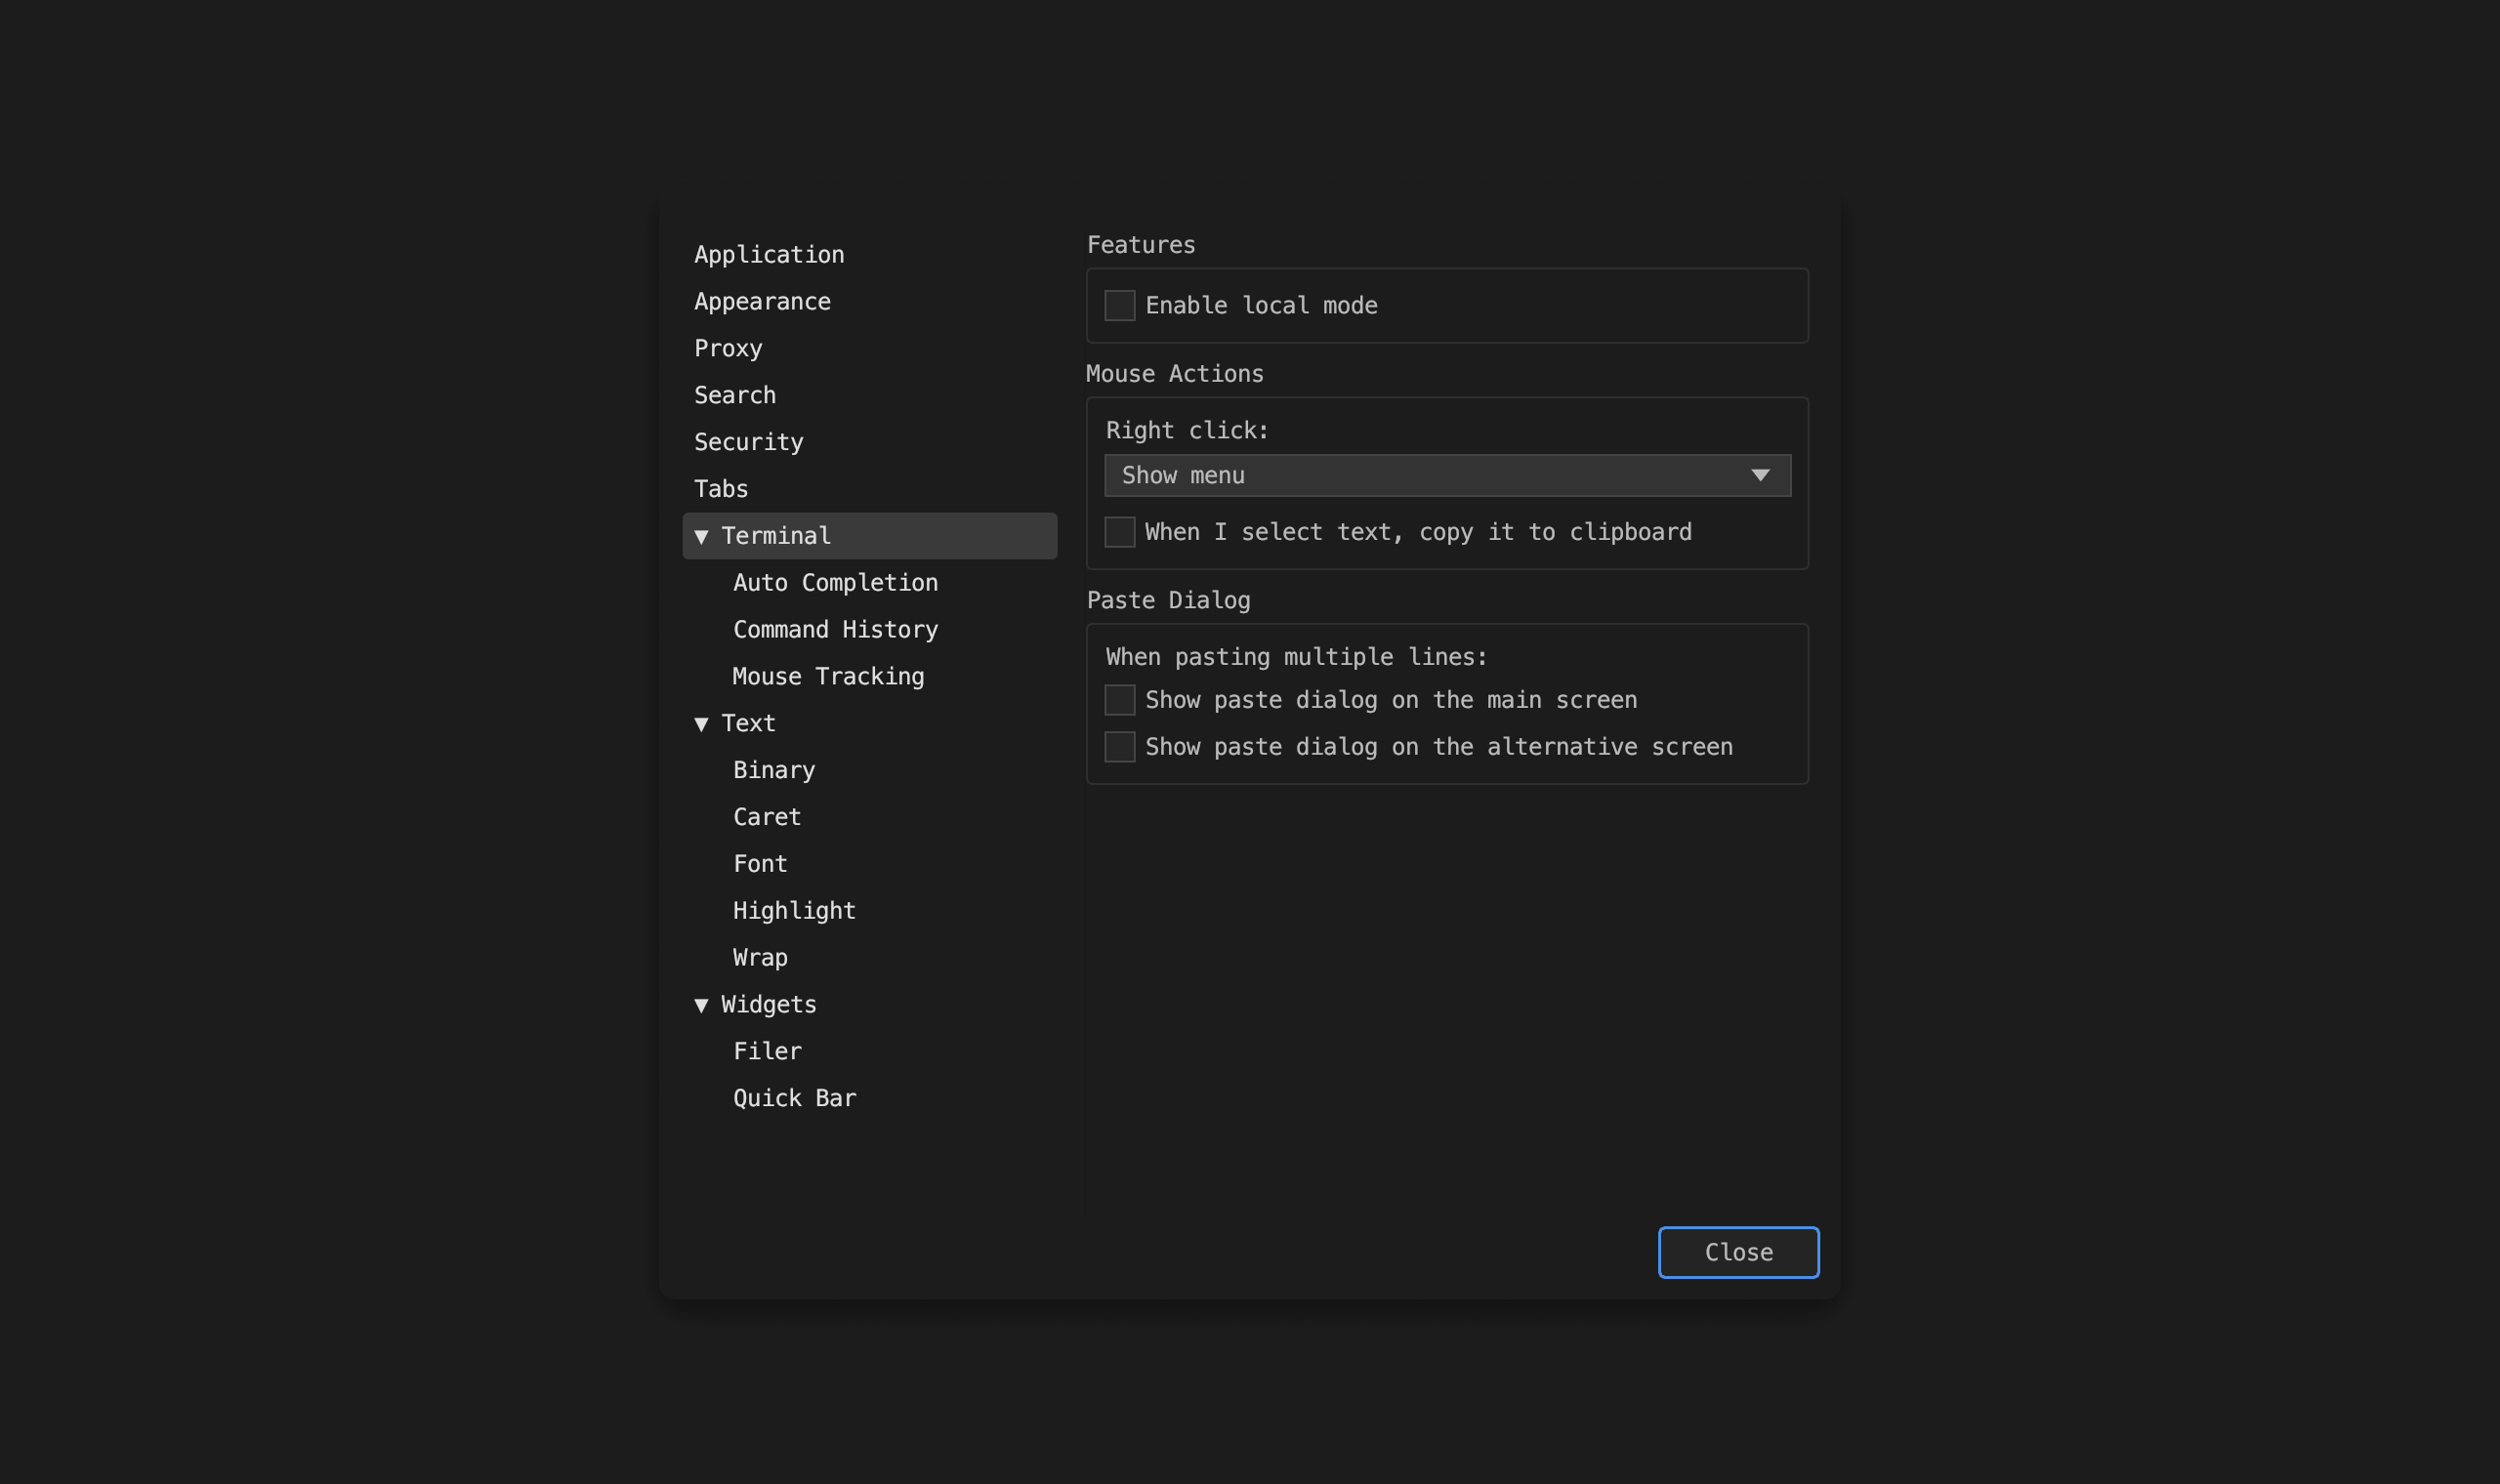 Application
Appearance
Proxy
Search
Security
Tabs
▼ Terminal
Auto Completion
Command History
Mouse Tracking
▼ Text
Binary
Caret
Font
Highlight
Wrap
▼ Widgets
Filer
Quick Bar
Features
Enable local mode
Mouse Actions
Right click:
Show menu
When I select text, copy it to clipboard
Paste Dialog
When pasting multiple lines:
Show paste dialog on the main screen
Show paste dialog on the alternative screen
Close